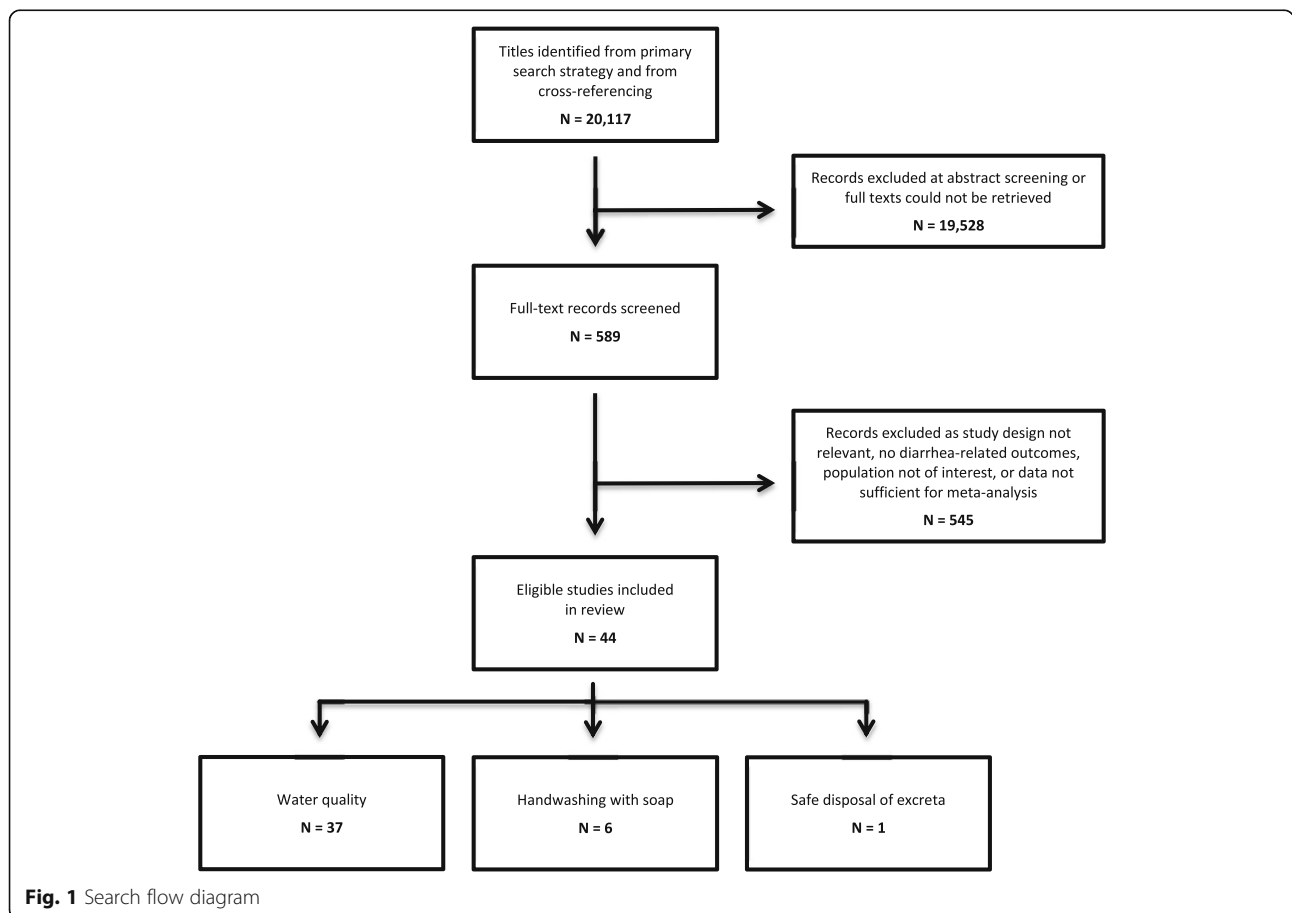 Titles identified from primary
search strategy and from
cross-referencing
N = 20,117
Records excluded at abstract screening or
full texts could not be retrieved
N = 19,528
Full-text records screened
N = 589
Records excluded as study design not
relevant, no diarrhea-related outcomes,
population not of interest, or data not
sufficient for meta-analysis
N = 545
Eligible studies included
in review
N = 44
Water quality
N = 37
Handwashing with soap
N = 6
Safe disposal of excreta
N = 1
Fig. 1 Search flow diagram